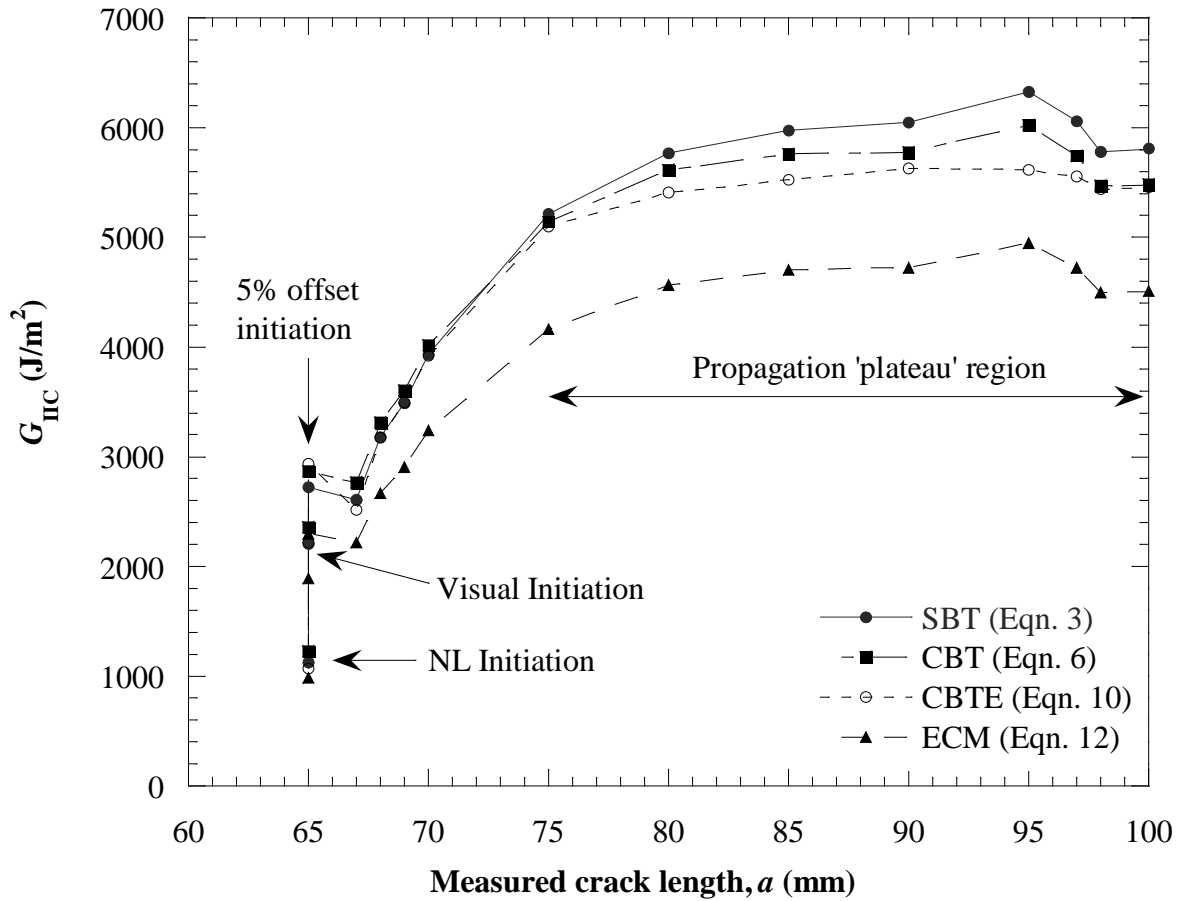 7000
6000
5000
4000
3000
2000
1000
0
G_IIC (J/m²)
5% offset
initiation
Propagation 'plateau' region
Visual Initiation
NL Initiation
SBT (Eqn. 3)
CBT (Eqn. 6)
CBTE (Eqn. 10)
ECM (Eqn. 12)
60 65 70 75 80 85 90 95 100
Measured crack length, a (mm)